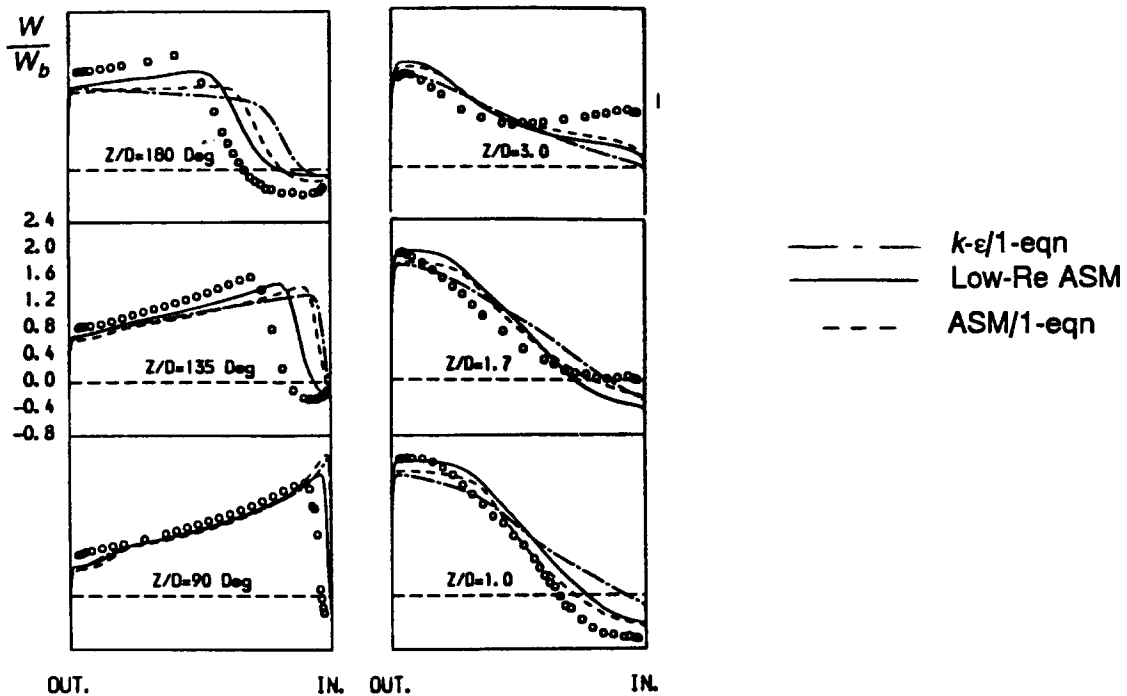 W
W_b
Z/D=180 Deg
2.4
2.0
1.6
1.2
0.8
0.4
0.0
-0.4
-0.8
Z/D=135 Deg
Z/D=90 Deg
OUT.
IN.
Z/D=3.0
Z/D=1.7
Z/D=1.0
OUT.
IN.
k-ε/1-eqn
Low-Re ASM
ASM/1-eqn